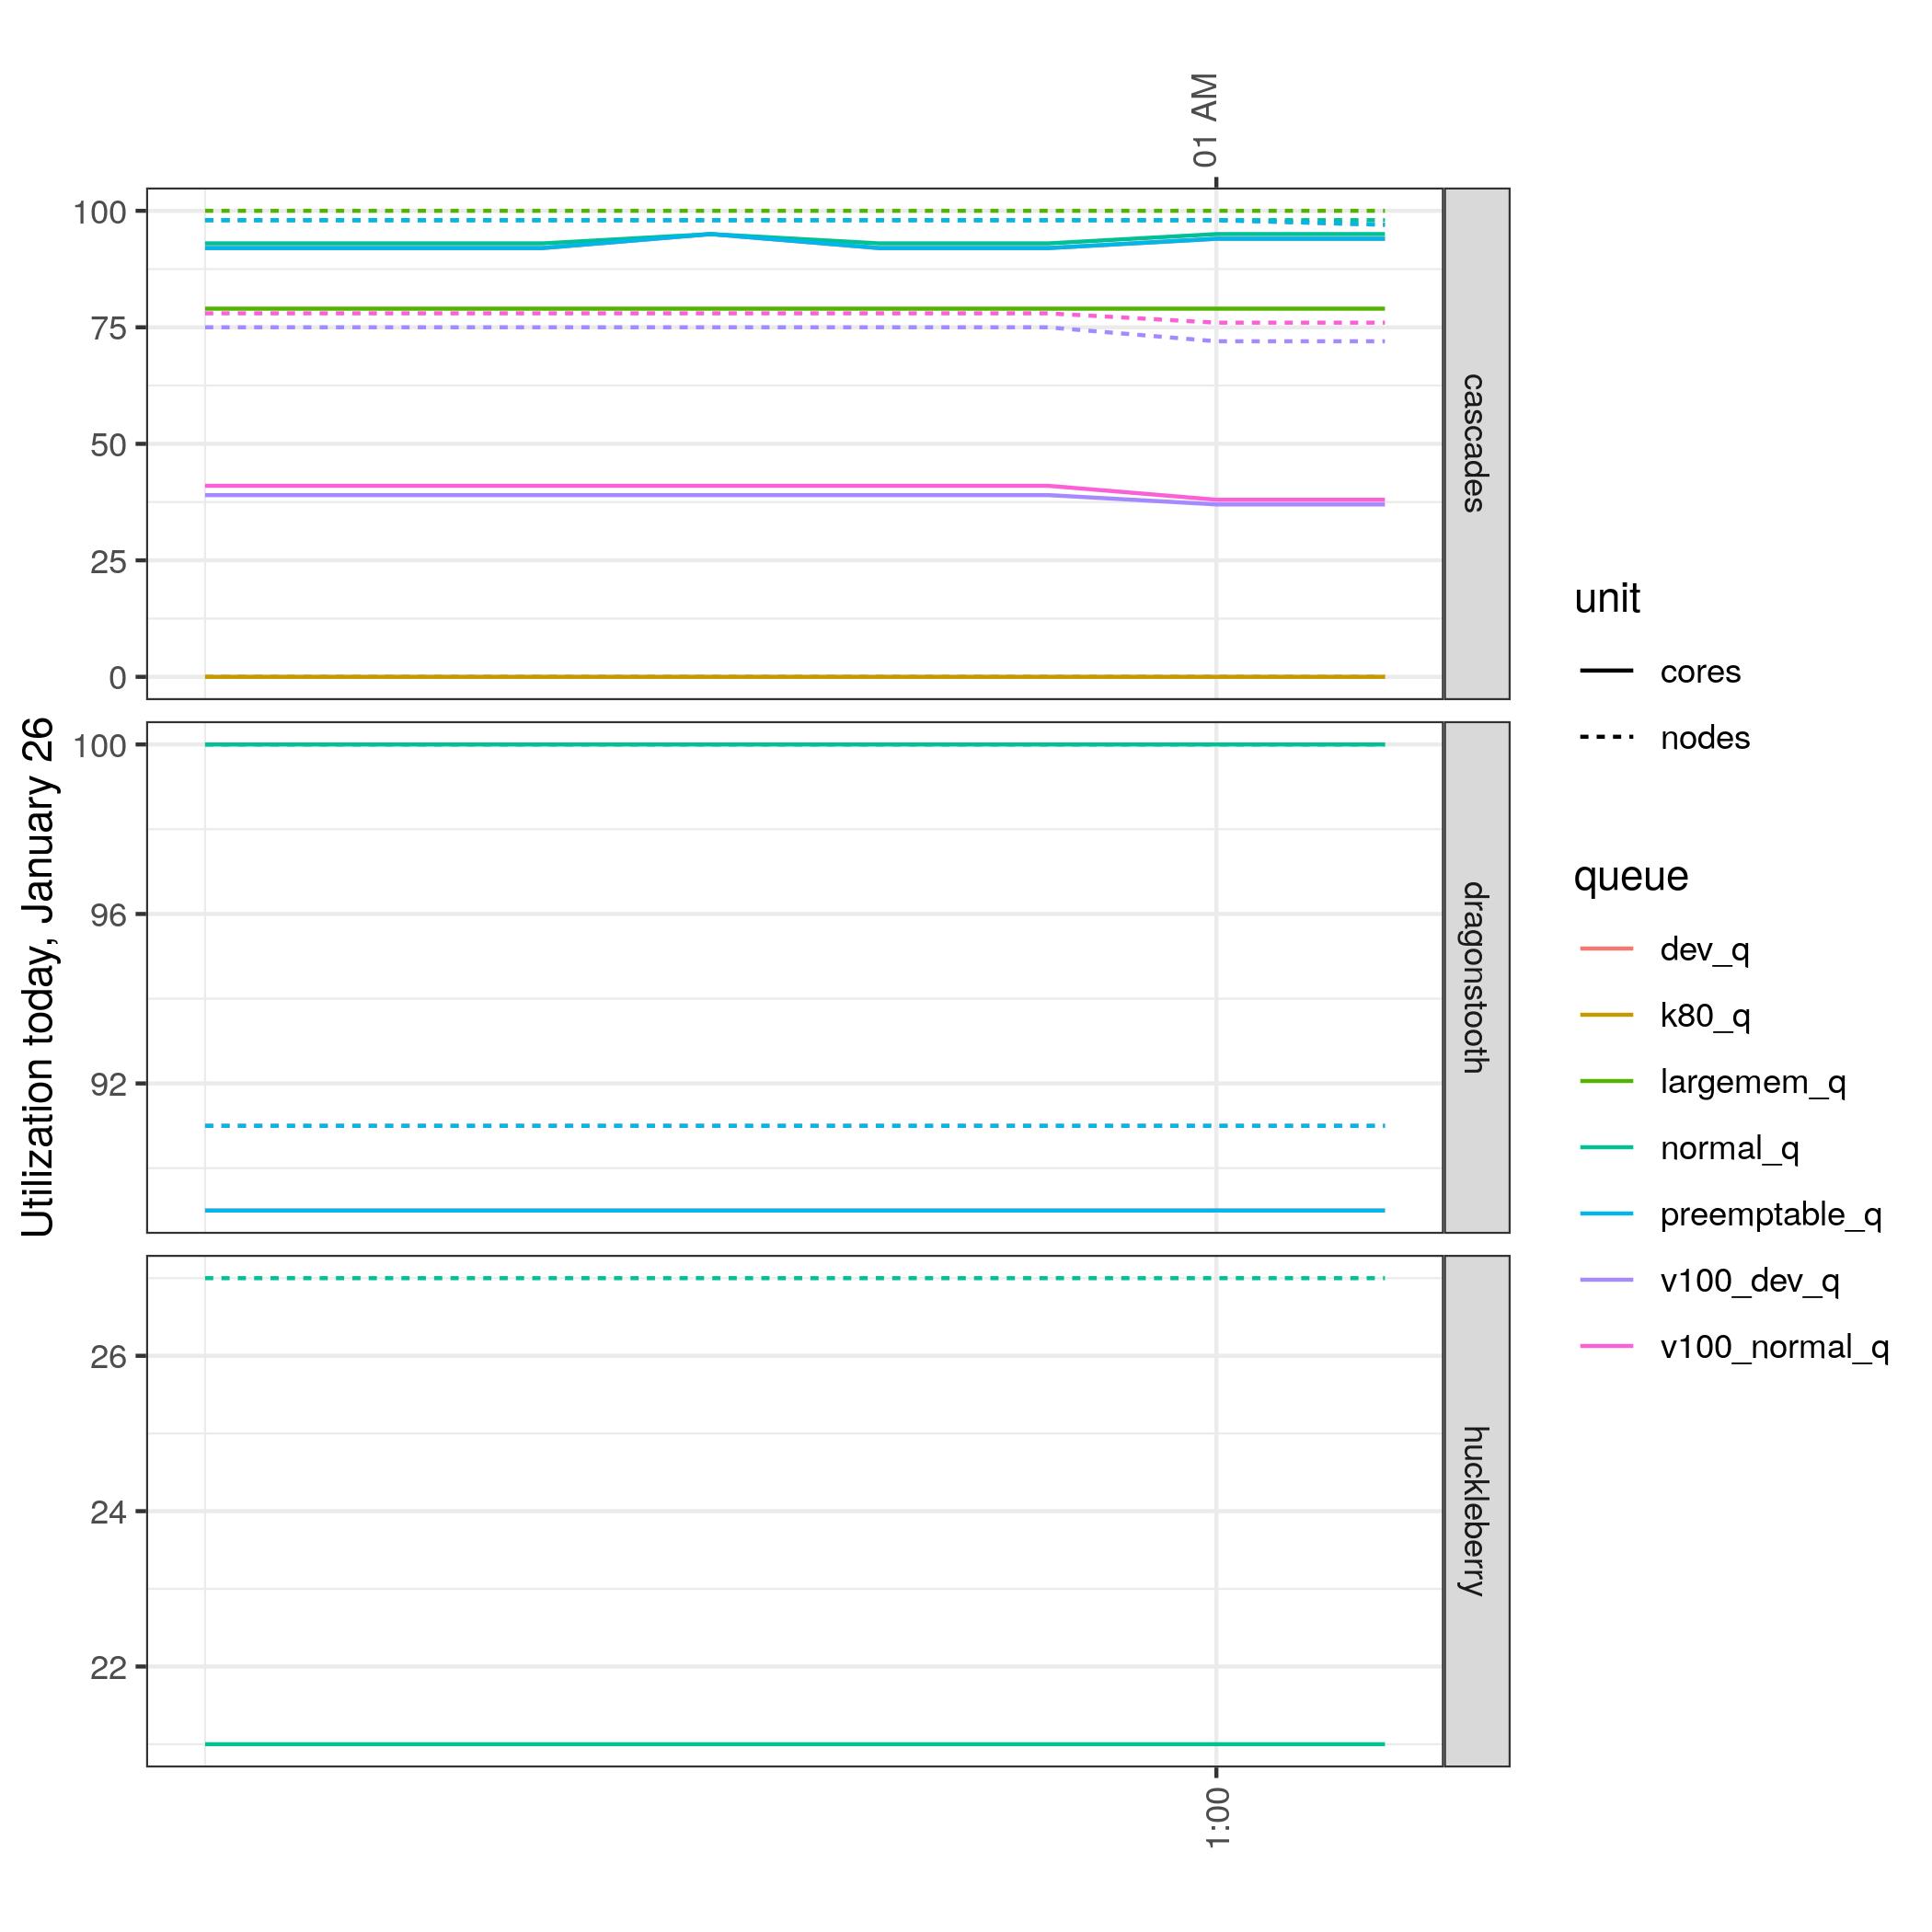 01 AM
100
75
50
25
0
cascades
100
96
92
dragonstooth
26
24
22
huckleberry
1:00
Utilization today, January 26
unit
cores
nodes
queue
dev_q
k80_q
largemem_q
normal_q
preemptable_q
v100_dev_q
v100_normal_q